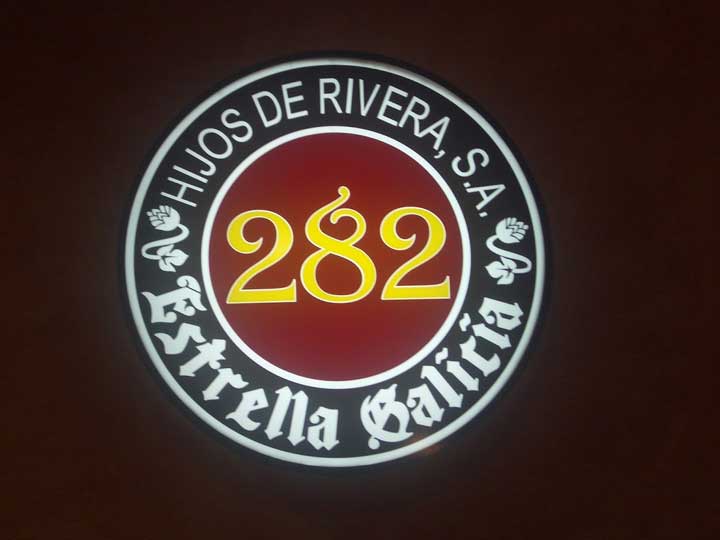 HIJOS DE RIVERA, S.A.
282
Estrella Galicia